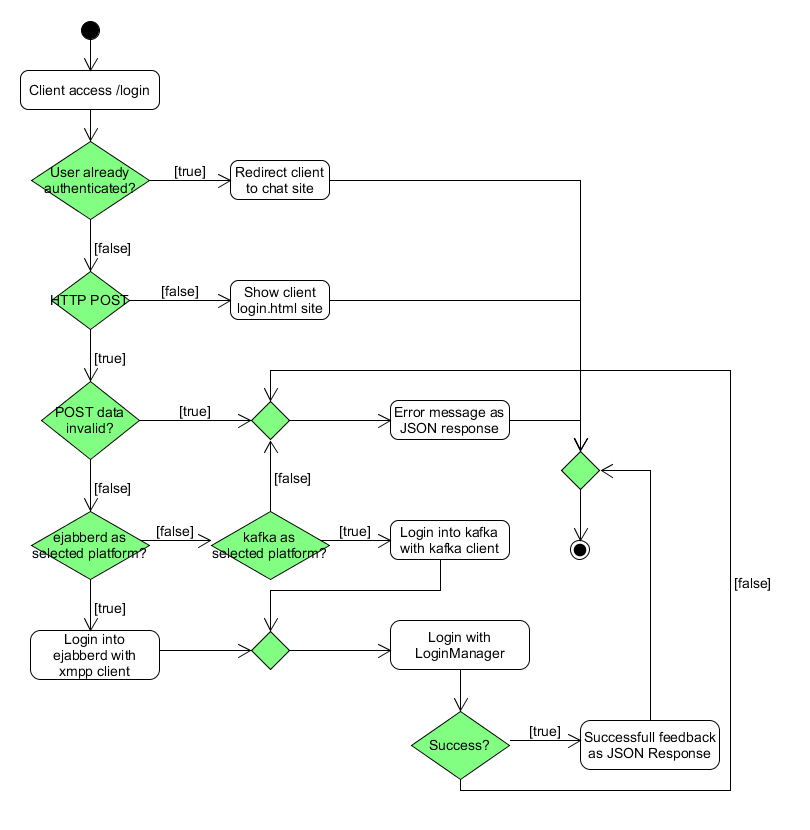 Client access /login
User already
authenticated?
[true]
Redirect client
to chat site
[false]
HTTP POST
[false]
Show client
login.html site
[true]
POST data
invalid?
[true]
Error message as
JSON response
[false]
[false]
ejabberd as
selected platform?
[false]
kafka as
selected platform?
[true]
Login into kafka
with kafka client
[false]
[true]
Login into
ejabberd with
xmpp client
Login with
LoginManager
Success?
[true]
Successfull feedback
as JSON Response